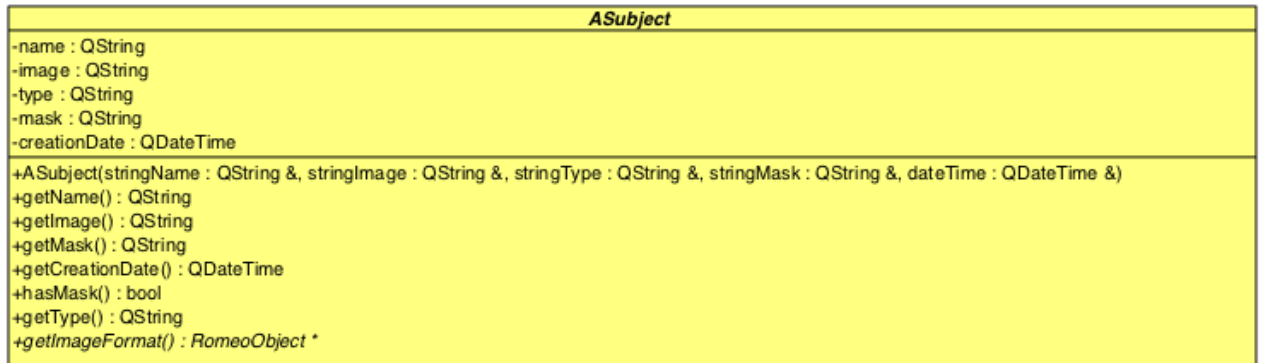 ASubject
-name : QString
-image : QString
-type : QString
-mask : QString
-creationDate : QDateTime
+ASubject(stringName : QString &, stringImage : QString &, stringType : QString &, stringMask : QString &, dateTime : QDateTime &)
+getName() : QString
+getImage() : QString
+getMask() : QString
+getCreationDate() : QDateTime
+hasMask() : bool
+getType() : QString
+getImageFormat() : RomeoObject *